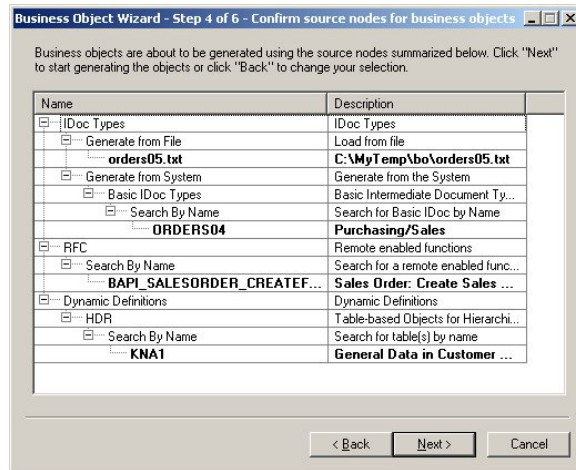 Business Object Wizard - Step 4 of 6 - Confirm source nodes for business objects
Business objects are about to be generated using the source nodes summarized below. Click "Next"
to start generating the objects or click "Back" to change your selection.
Name Description
IDoc Types IDoc Types
Generate from File Load from file
orders05.txt C:\MyTemp\bo\orders05.txt
Generate from System Generate from the System
Basic IDoc Types Basic Intermediate Document Ty...
Search By Name Search for Basic IDoc by Name
ORDERS04 Purchasing/Sales
RFC Remote enabled functions
Search By Name Search for a remote enabled func...
BAPI_SALESORDER_CREATEF... Sales Order: Create Sales ...
Dynamic Definitions Dynamic Definitions
HDR Table-based Objects for Hierarchi...
Search By Name Search for table(s) by name
KNA1 General Data in Customer ...
< Back Next > Cancel